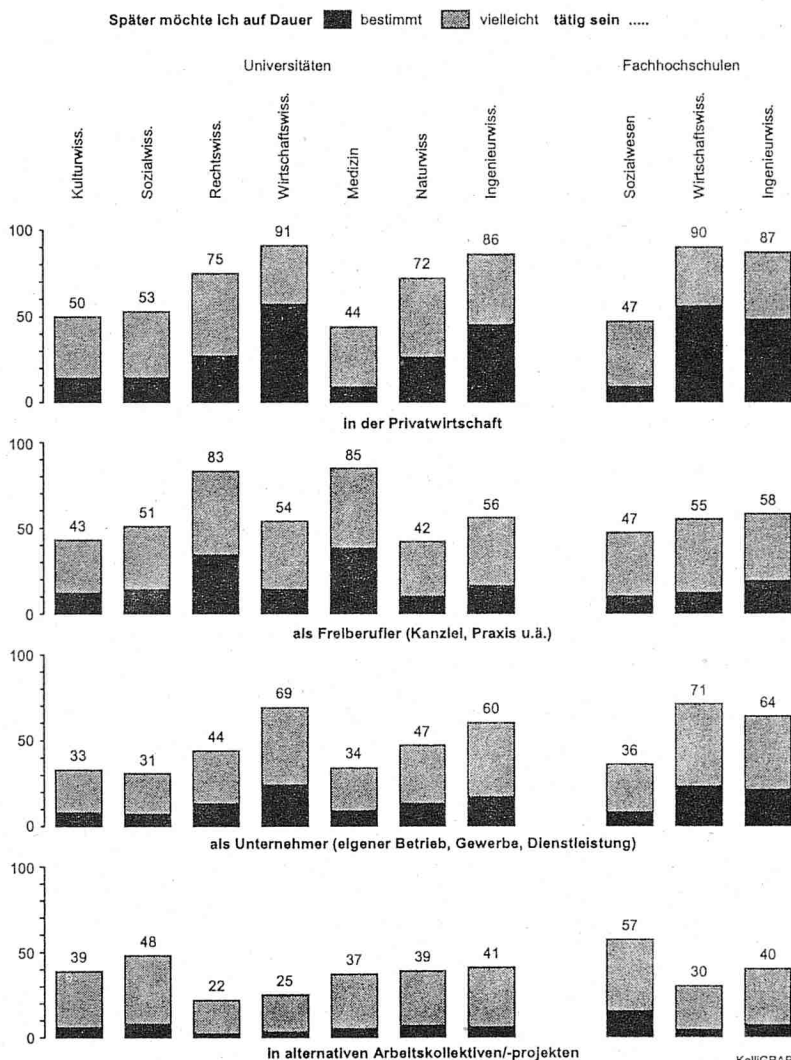 Später möchte ich auf Dauer bestimmt vielleicht tätig sein .....
Universitäten Fachhochschulen
Kulturwiss. Sozialwiss. Rechtswiss. Wirtschaftswiss. Medizin Naturwiss Ingenieurwiss. Sozialwesen Wirtschaftswiss. Ingenieurwiss.
100
50
0
50 53 75 91 44 72 86 47 90 87
in der Privatwirtschaft
100
50
0
43 51 83 54 85 42 56 47 55 58
als Freiberufler (Kanzlei, Praxis u.ä.)
100
50
0
33 31 44 69 34 47 60 36 71 64
als Unternehmer (eigener Betrieb, Gewerbe, Dienstleistung)
100
50
0
39 48 22 25 37 39 41 57 30 40
in alternativen Arbeitskollektiven/-projekten